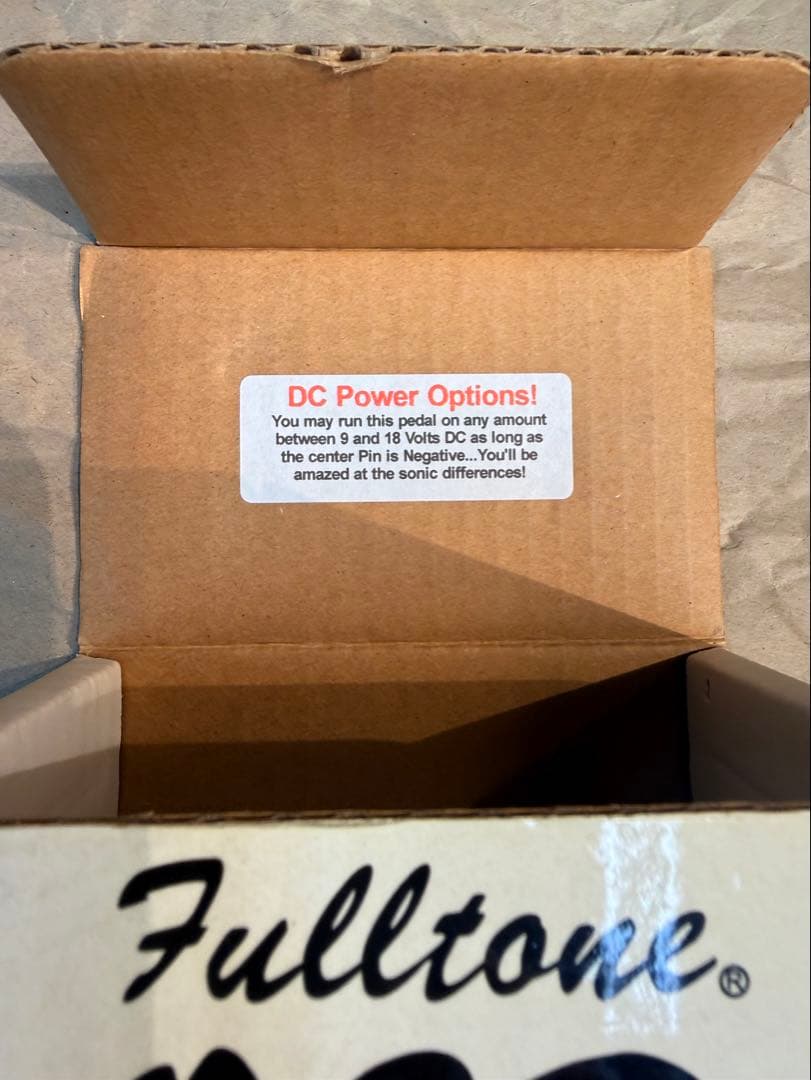 DC Power Options!
You may run this pedal on any amount
between 9 and 18 Volts DC as long as
the center Pin is Negative...You'll be
amazed at the sonic differences!
Fulltone®